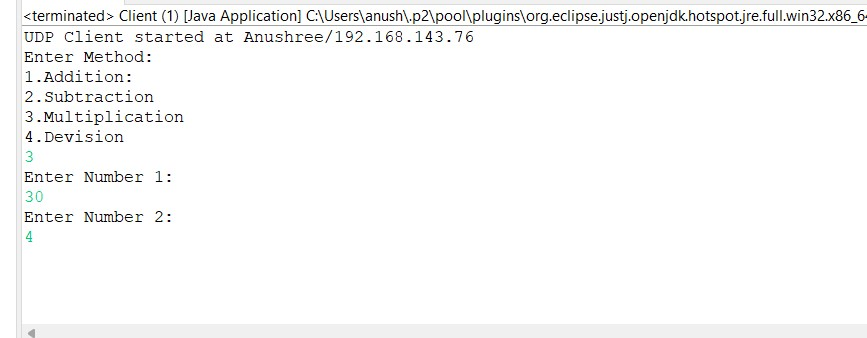 <terminated> Client (1) [Java Application] C:\Users\anush\.p2\pool\plugins\org.eclipse.justj.openjdk.hotspot.jre.full.win32.x86_6
UDP Client started at Anushree/192.168.143.76
Enter Method:
1.Addition:
2.Subtraction
3.Multiplication
4.Devision
3
Enter Number 1:
30
Enter Number 2:
4